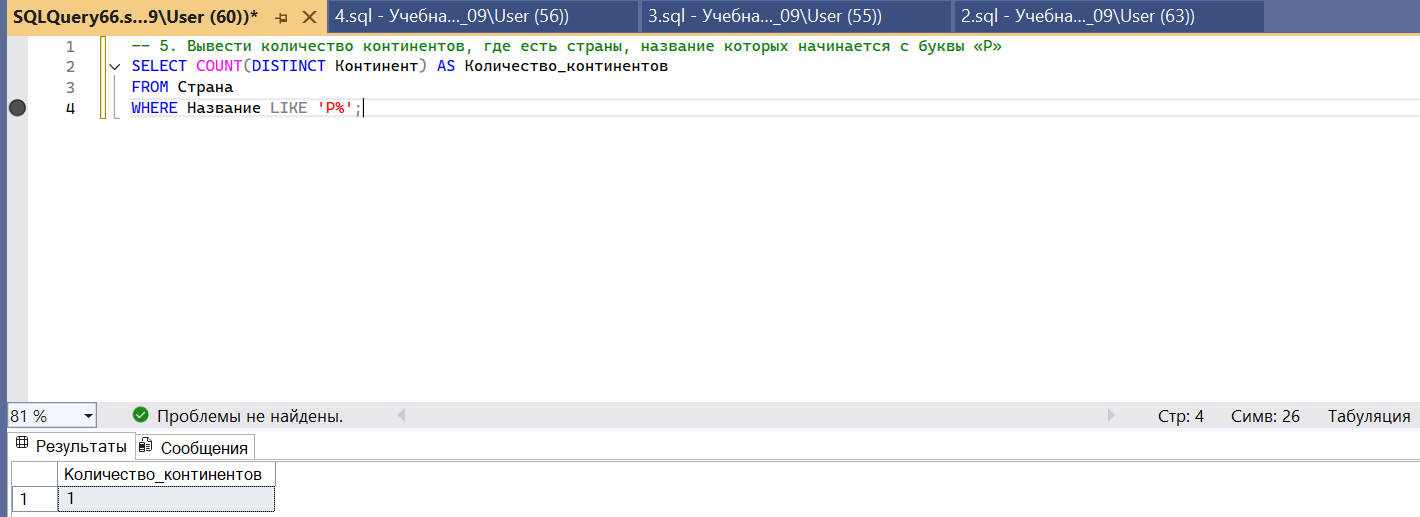 SQLQuery66.s...9\User (60))* 4.sql - Учебна..._09\User (56)) 3.sql - Учебна..._09\User (55)) 2.sql - Учебна..._09\User (63))
1 -- 5. Вывести количество континентов, где есть страны, название которых начинается с буквы «Р»
2 SELECT COUNT(DISTINCT Континент) AS Количество_континентов
3 FROM Страна
4 WHERE Название LIKE 'Р%';
81 % Проблемы не найдены. Стр: 4 Симв: 26 Табуляция
Результаты Сообщения
Количество_континентов
1 1